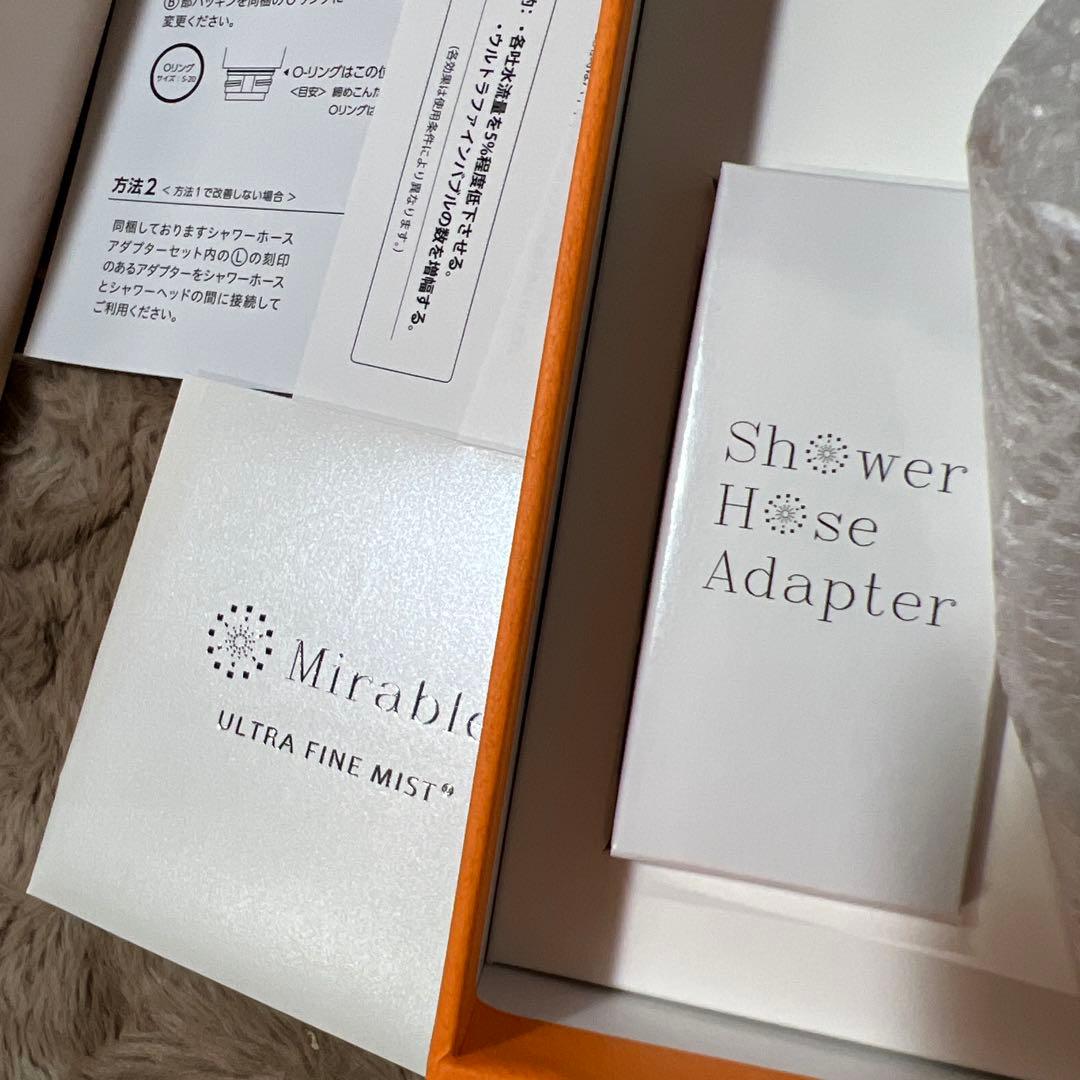 Ⓑ部パッキンを同梱のOリングに
変更ください。
Oリング
サイズ：S-20
O-リングはこの位
<目安> 締めこんだ
Oリングに
方法2 < 方法1で改善しない場合 >
同梱しておりますシャワーホース
アダプターセット内のⓁの刻印
のあるアダプターをシャワーホース
とシャワーヘッドの間に接続して
ご利用ください。
・各吐水流量を5%程度低下させる。
・ウルトラファインバブルの数を増幅する。
(各効果は使用条件により異なります。)
Mirable
ULTRA FINE MIST
Shower
Hose
Adapter